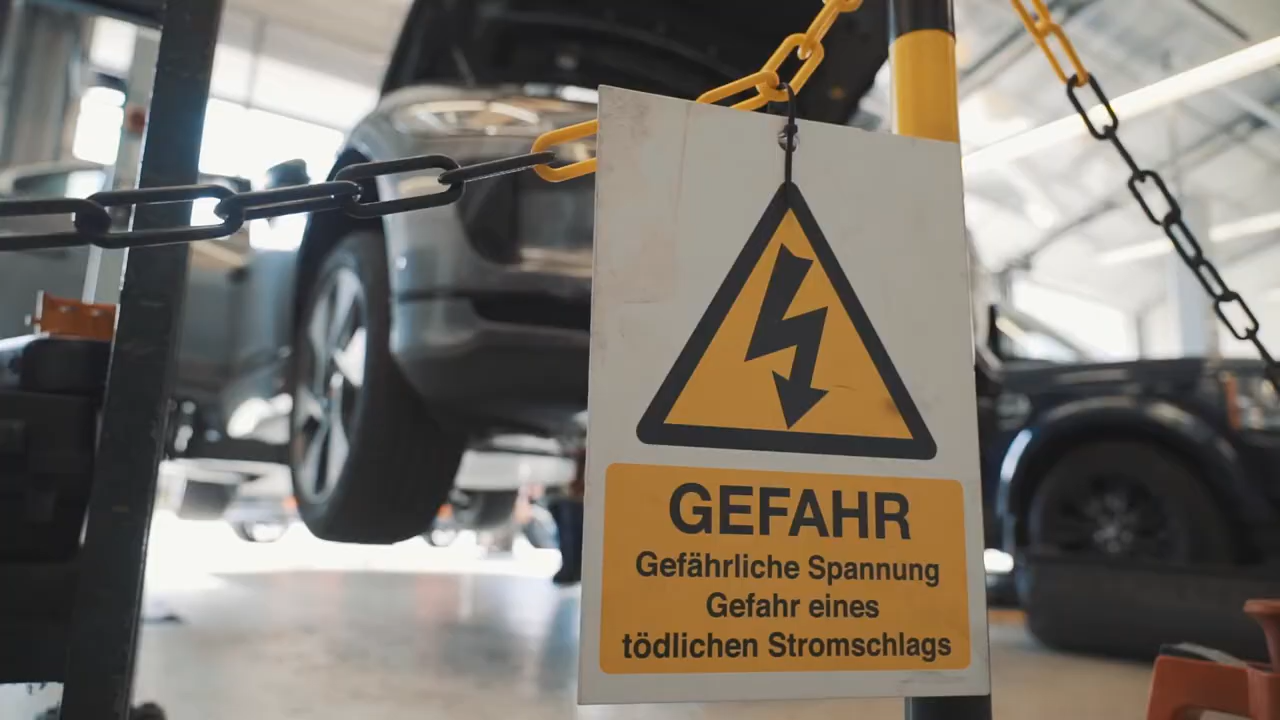 GEFAHR
Gefährliche Spannung
Gefahr eines
tödlichen Stromschlags